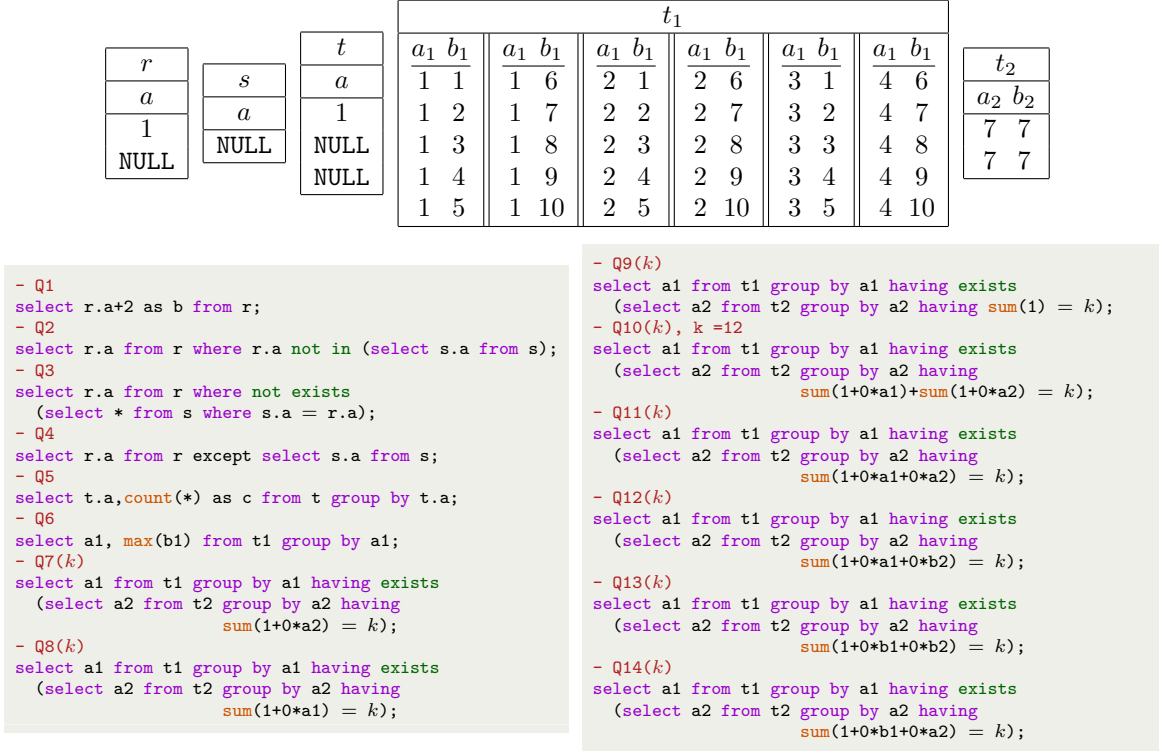 r
a
1
NULL
s
a
NULL
t
a
1
NULL
NULL
t1
a1 b1 a1 b1 a1 b1 a1 b1 a1 b1 a1 b1
1 1 1 6 2 1 2 6 3 1 4 6
1 2 1 7 2 2 2 7 3 2 4 7
1 3 1 8 2 3 2 8 3 3 4 8
1 4 1 9 2 4 2 9 3 4 4 9
1 5 1 10 2 5 2 10 3 5 4 10
t2
a2 b2
7 7
7 7
- Q1
select r.a+2 as b from r;
- Q2
select r.a from r where r.a not in (select s.a from s);
- Q3
select r.a from r where not exists
(select * from s where s.a = r.a);
- Q4
select r.a from r except select s.a from s;
- Q5
select t.a,count(*) as c from t group by t.a;
- Q6
select a1, max(b1) from t1 group by a1;
- Q7(k)
select a1 from t1 group by a1 having exists
(select a2 from t2 group by a2 having
sum(1+0*a2) = k);
- Q8(k)
select a1 from t1 group by a1 having exists
(select a2 from t2 group by a2 having
sum(1+0*a1) = k);
- Q9(k)
select a1 from t1 group by a1 having exists
(select a2 from t2 group by a2 having sum(1) = k);
- Q10(k), k =12
select a1 from t1 group by a1 having exists
(select a2 from t2 group by a2 having
sum(1+0*a1)+sum(1+0*a2) = k);
- Q11(k)
select a1 from t1 group by a1 having exists
(select a2 from t2 group by a2 having
sum(1+0*a1+0*a2) = k);
- Q12(k)
select a1 from t1 group by a1 having exists
(select a2 from t2 group by a2 having
sum(1+0*a1+0*b2) = k);
- Q13(k)
select a1 from t1 group by a1 having exists
(select a2 from t2 group by a2 having
sum(1+0*b1+0*b2) = k);
- Q14(k)
select a1 from t1 group by a1 having exists
(select a2 from t2 group by a2 having
sum(1+0*b1+0*a2) = k);